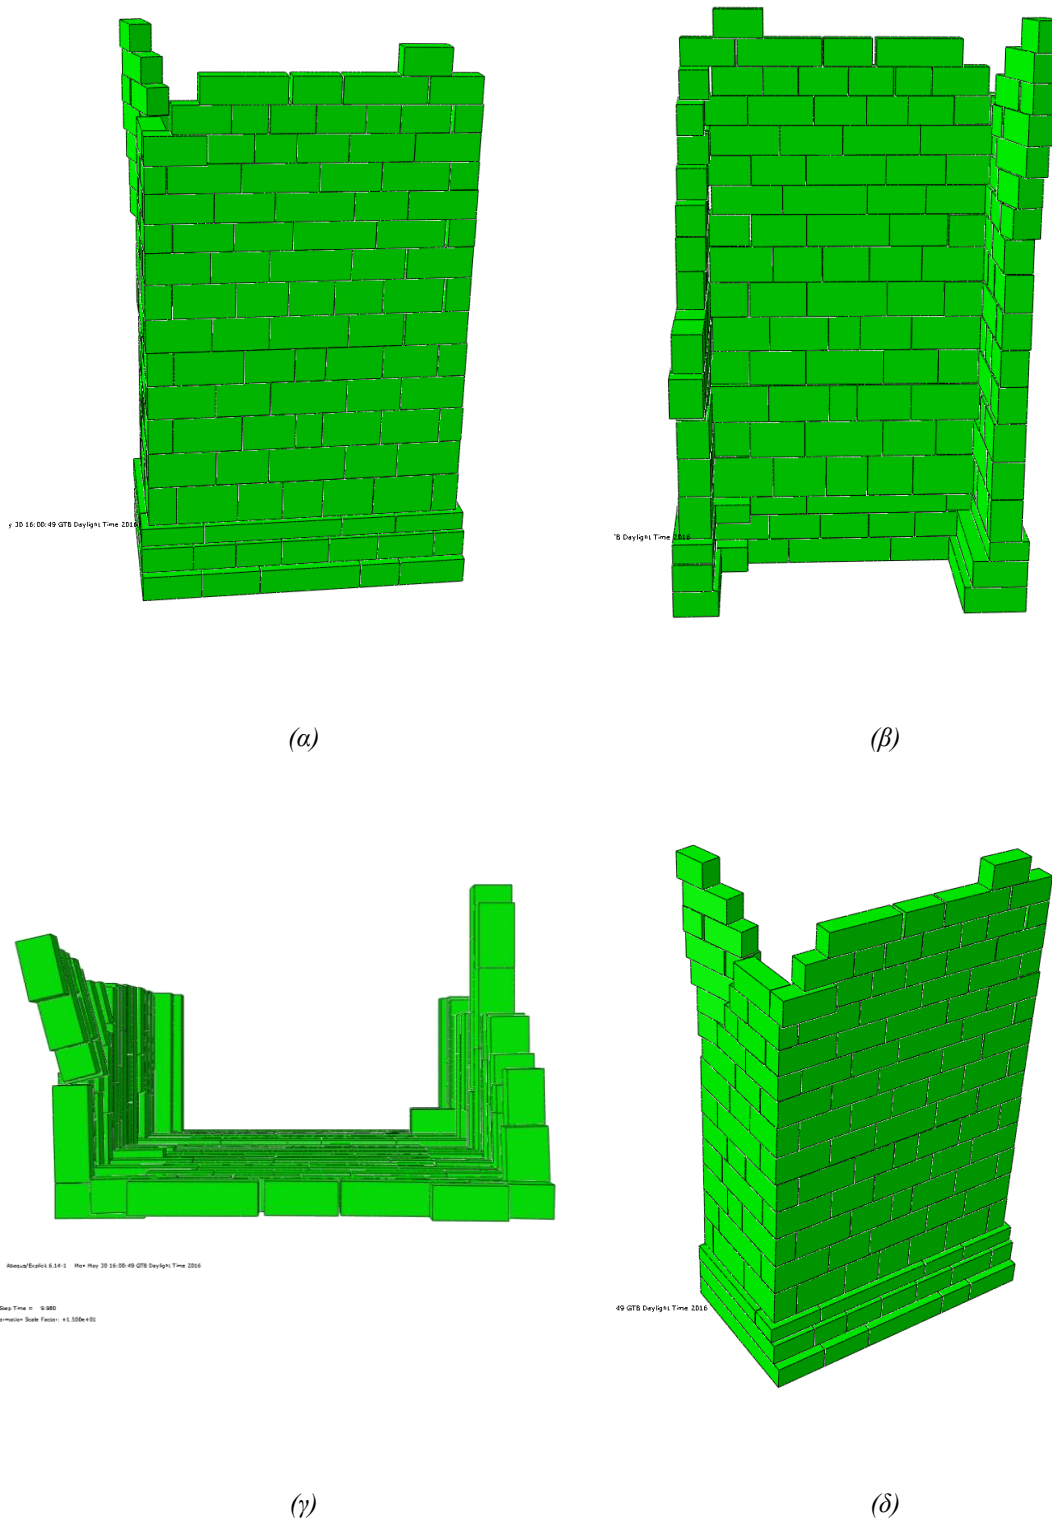 y 30 16:00:49 GTB Daylight Time 2016
"B Daylight Time 2016
(α)
(β)
Abaqus/Explicit 6.14-1 Mon May 30 16:00:49 GTB Daylight Time 2016
Step Time = 9.980
ormation Scale Factor: +1.500e+01
49 GTB Daylight Time 2016
(γ)
(δ)